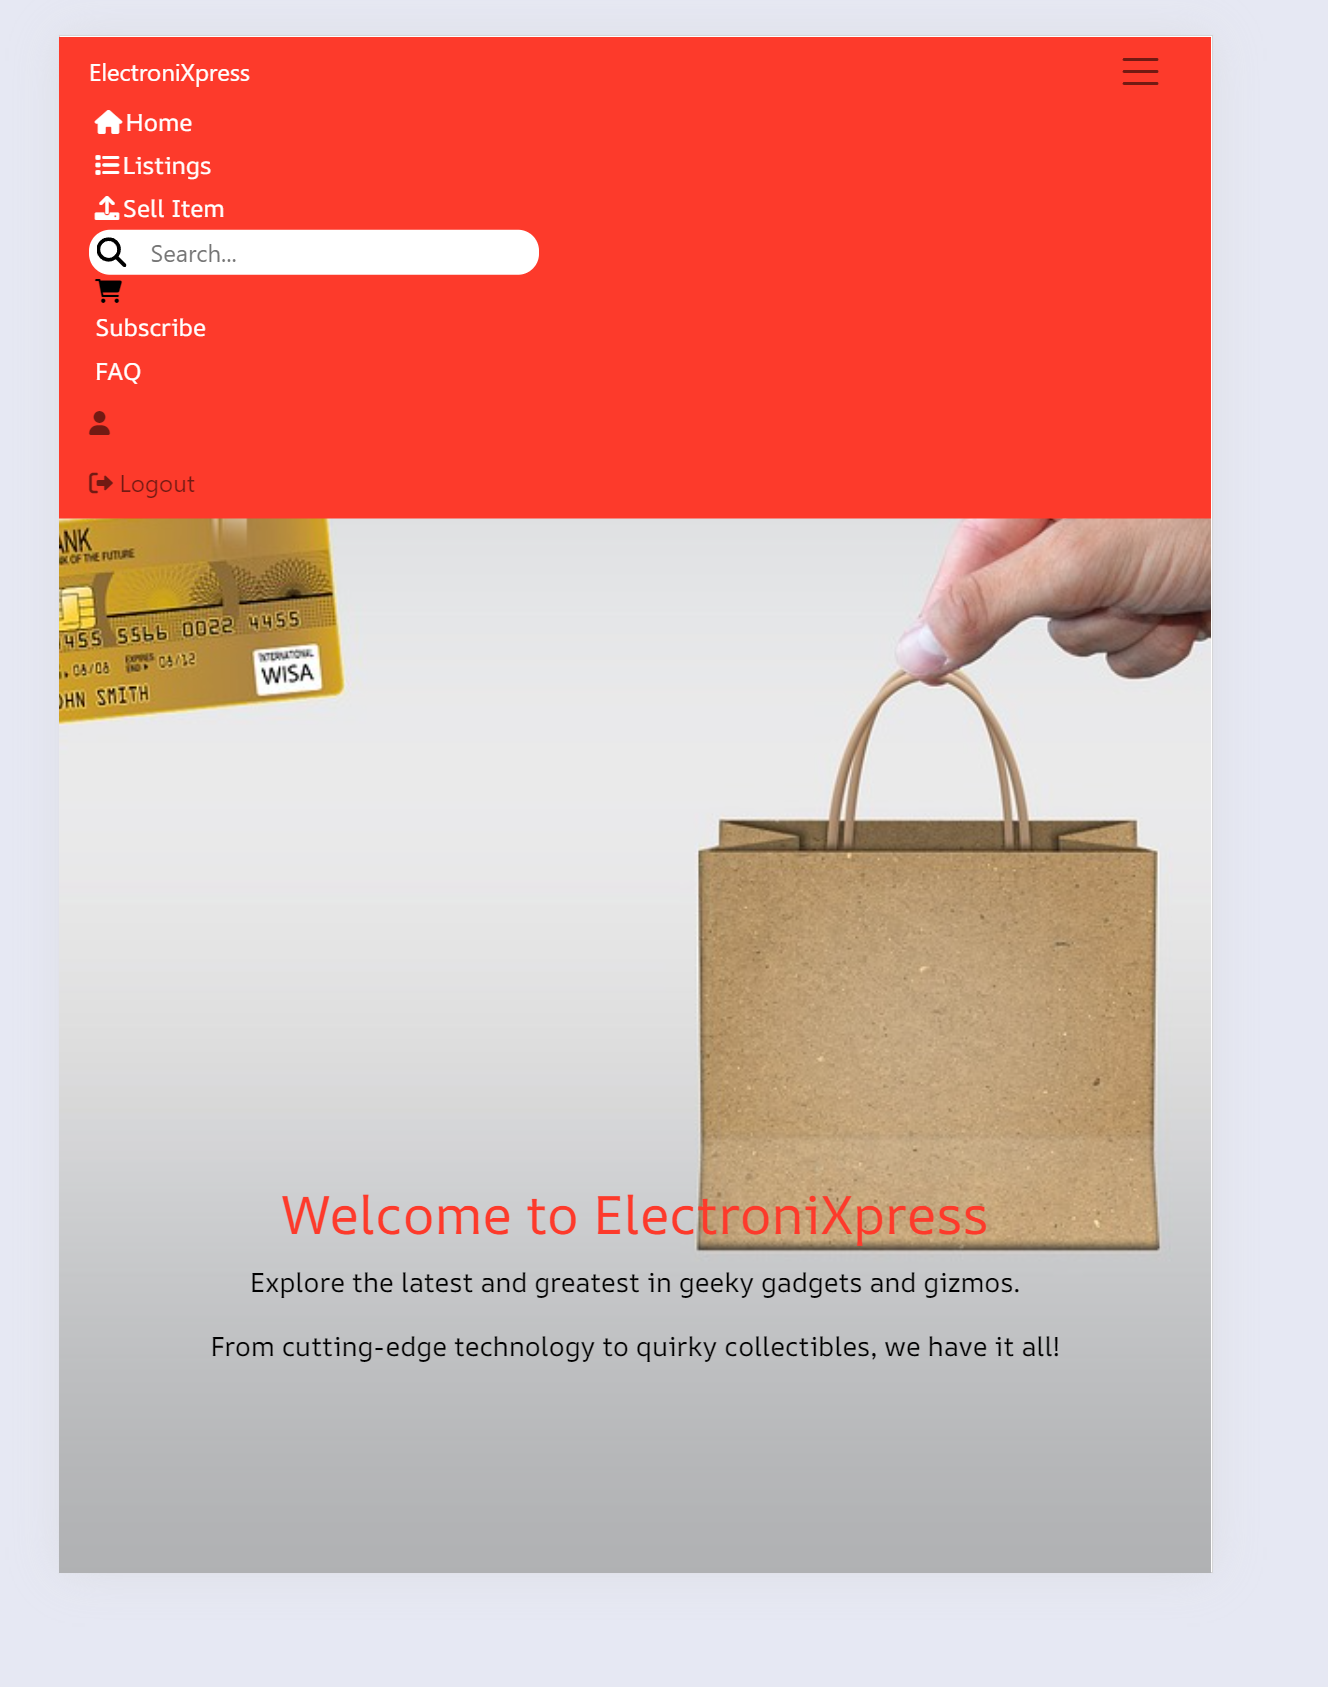 ElectroniXpress
Home
Listings
Sell Item
Search...
Subscribe
FAQ
Logout
ANK
OF THE FUTURE
455 5566 0022 4455
08/08 EXPIRES END 08/12
INTERNATIONAL
WISA
OHN SMITH
Welcome to ElectroniXpress
Explore the latest and greatest in geeky gadgets and gizmos.
From cutting-edge technology to quirky collectibles, we have it all!